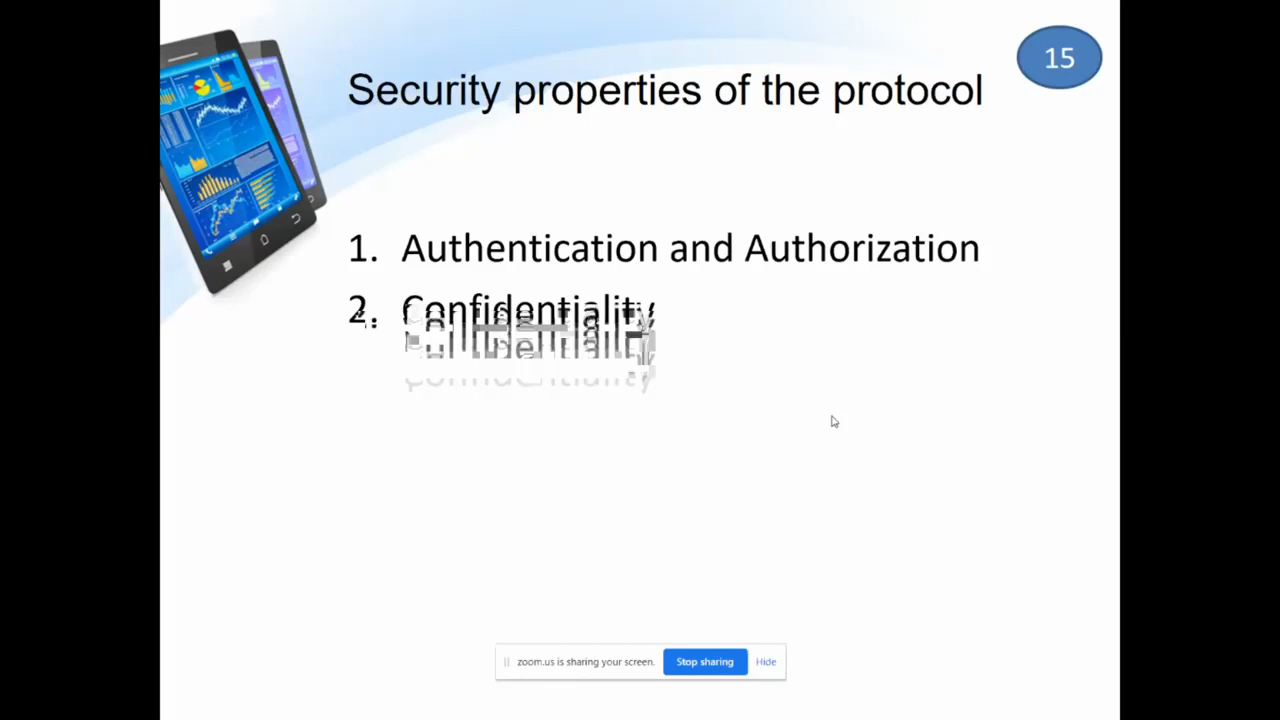 15
Security properties of the protocol
1. Authentication and Authorization
2. Confidentiality
zoom.us is sharing your screen. Stop sharing Hide